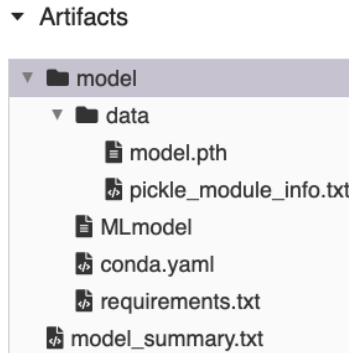 Artifacts
model
data
model.pth
pickle_module_info.txt
MLmodel
conda.yaml
requirements.txt
model_summary.txt